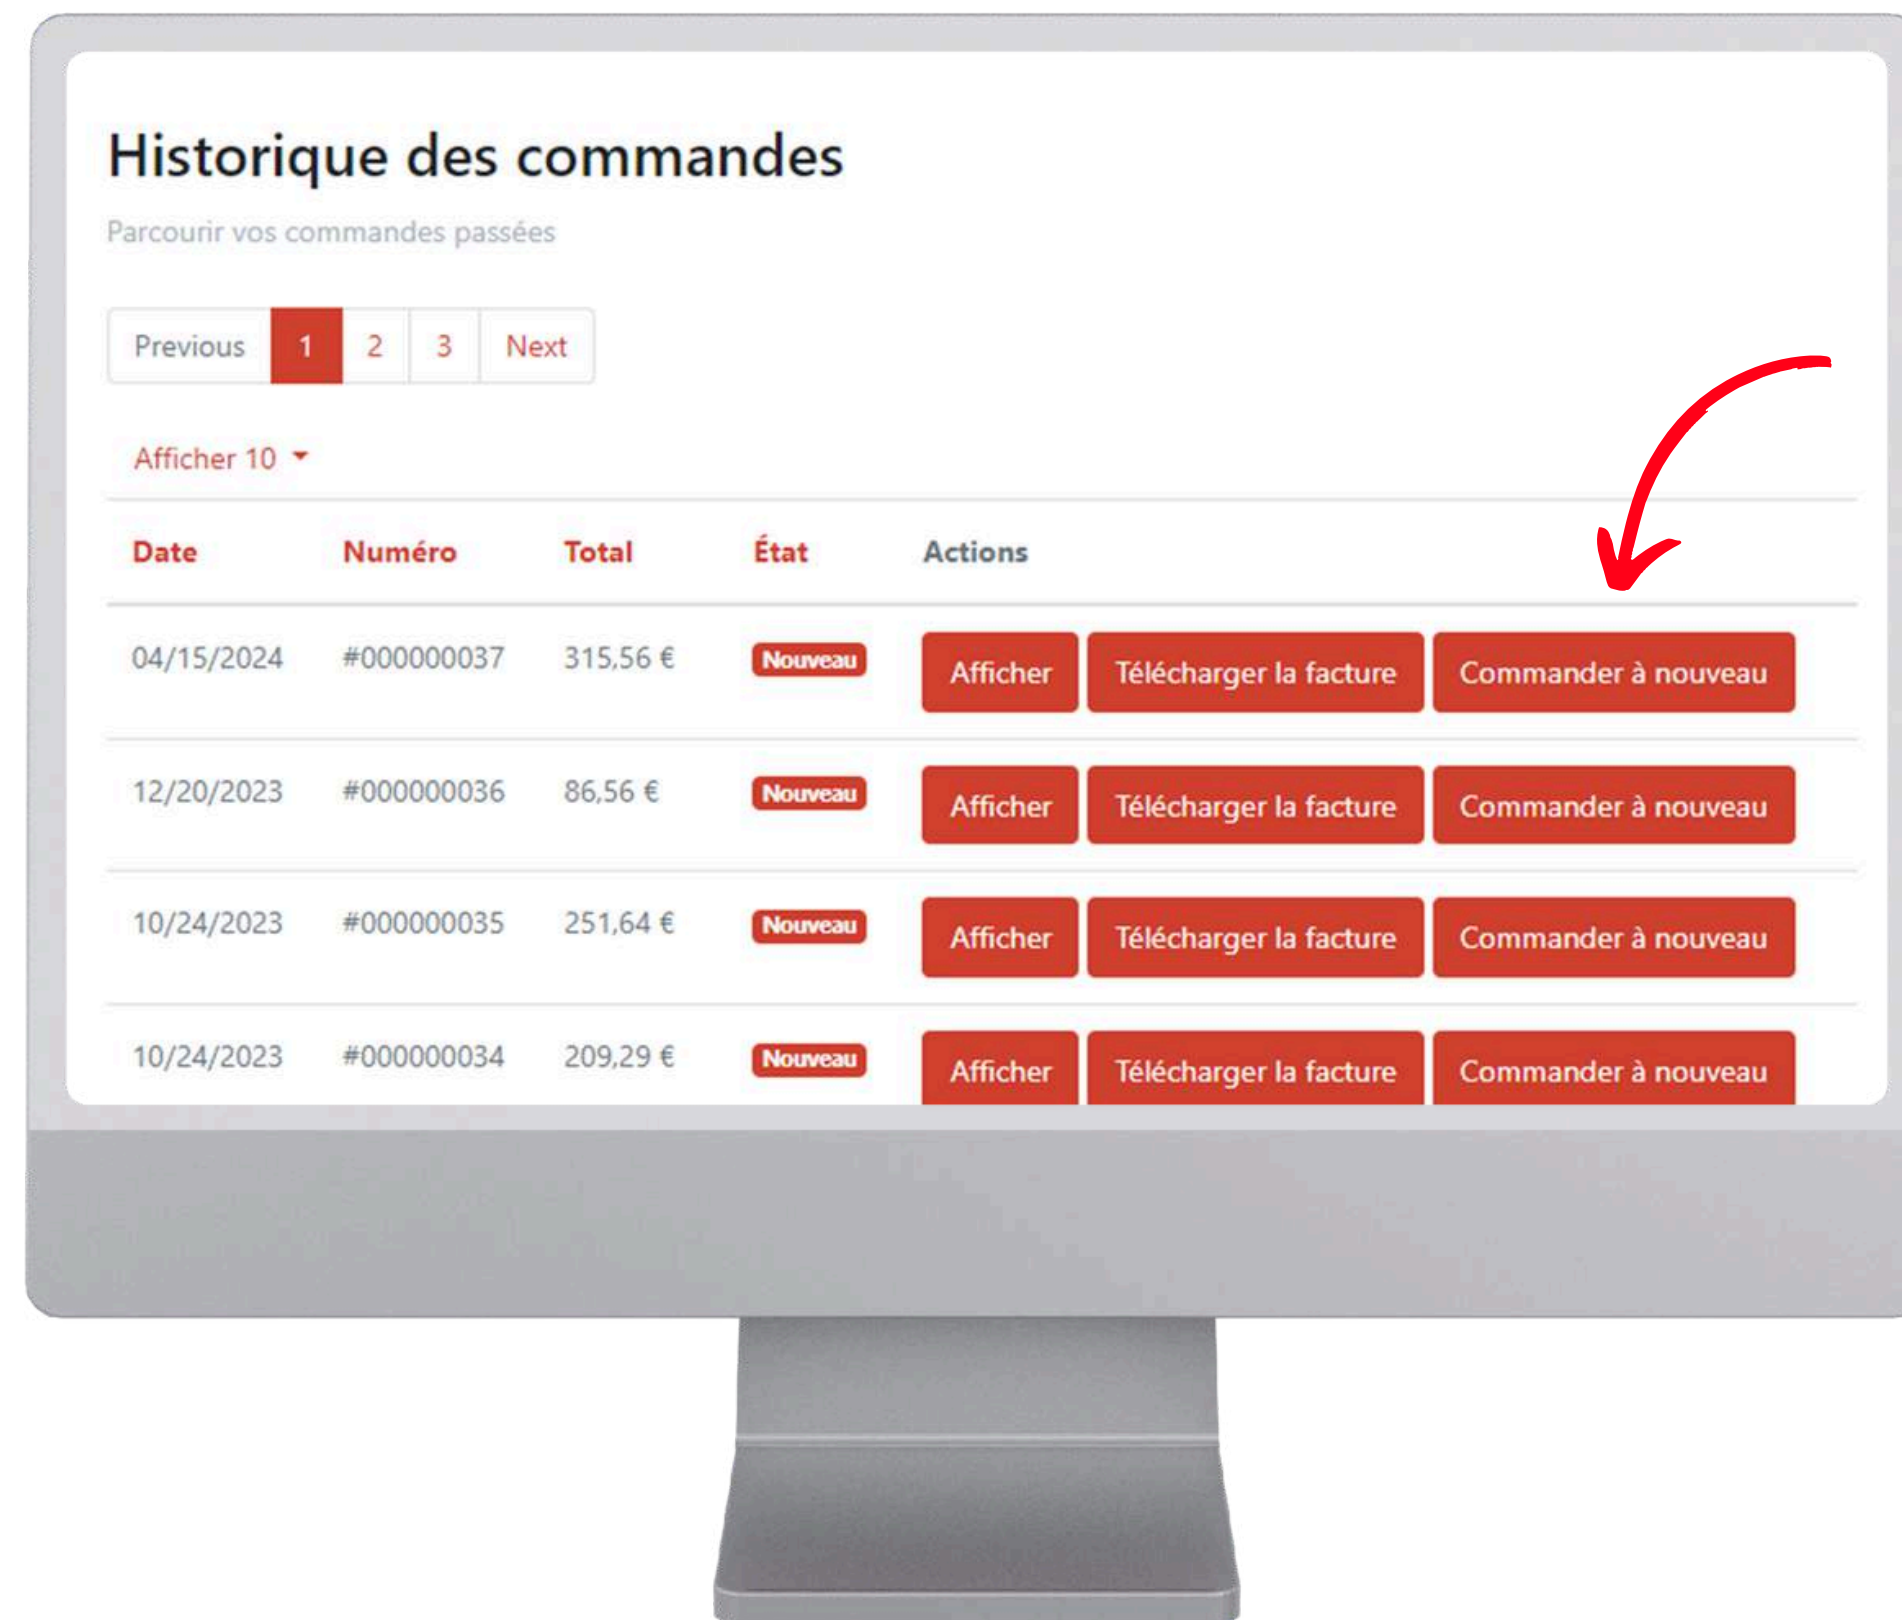 Historique des commandes
Parcourir vos commandes passées
Previous 1 2 3 Next
Afficher 10
Date Numéro Total État Actions
04/15/2024 #000000037 315,56 € Nouveau Afficher Télécharger la facture Commander à nouveau
12/20/2023 #000000036 86,56 € Nouveau Afficher Télécharger la facture Commander à nouveau
10/24/2023 #000000035 251,64 € Nouveau Afficher Télécharger la facture Commander à nouveau
10/24/2023 #000000034 209,29 € Nouveau Afficher Télécharger la facture Commander à nouveau